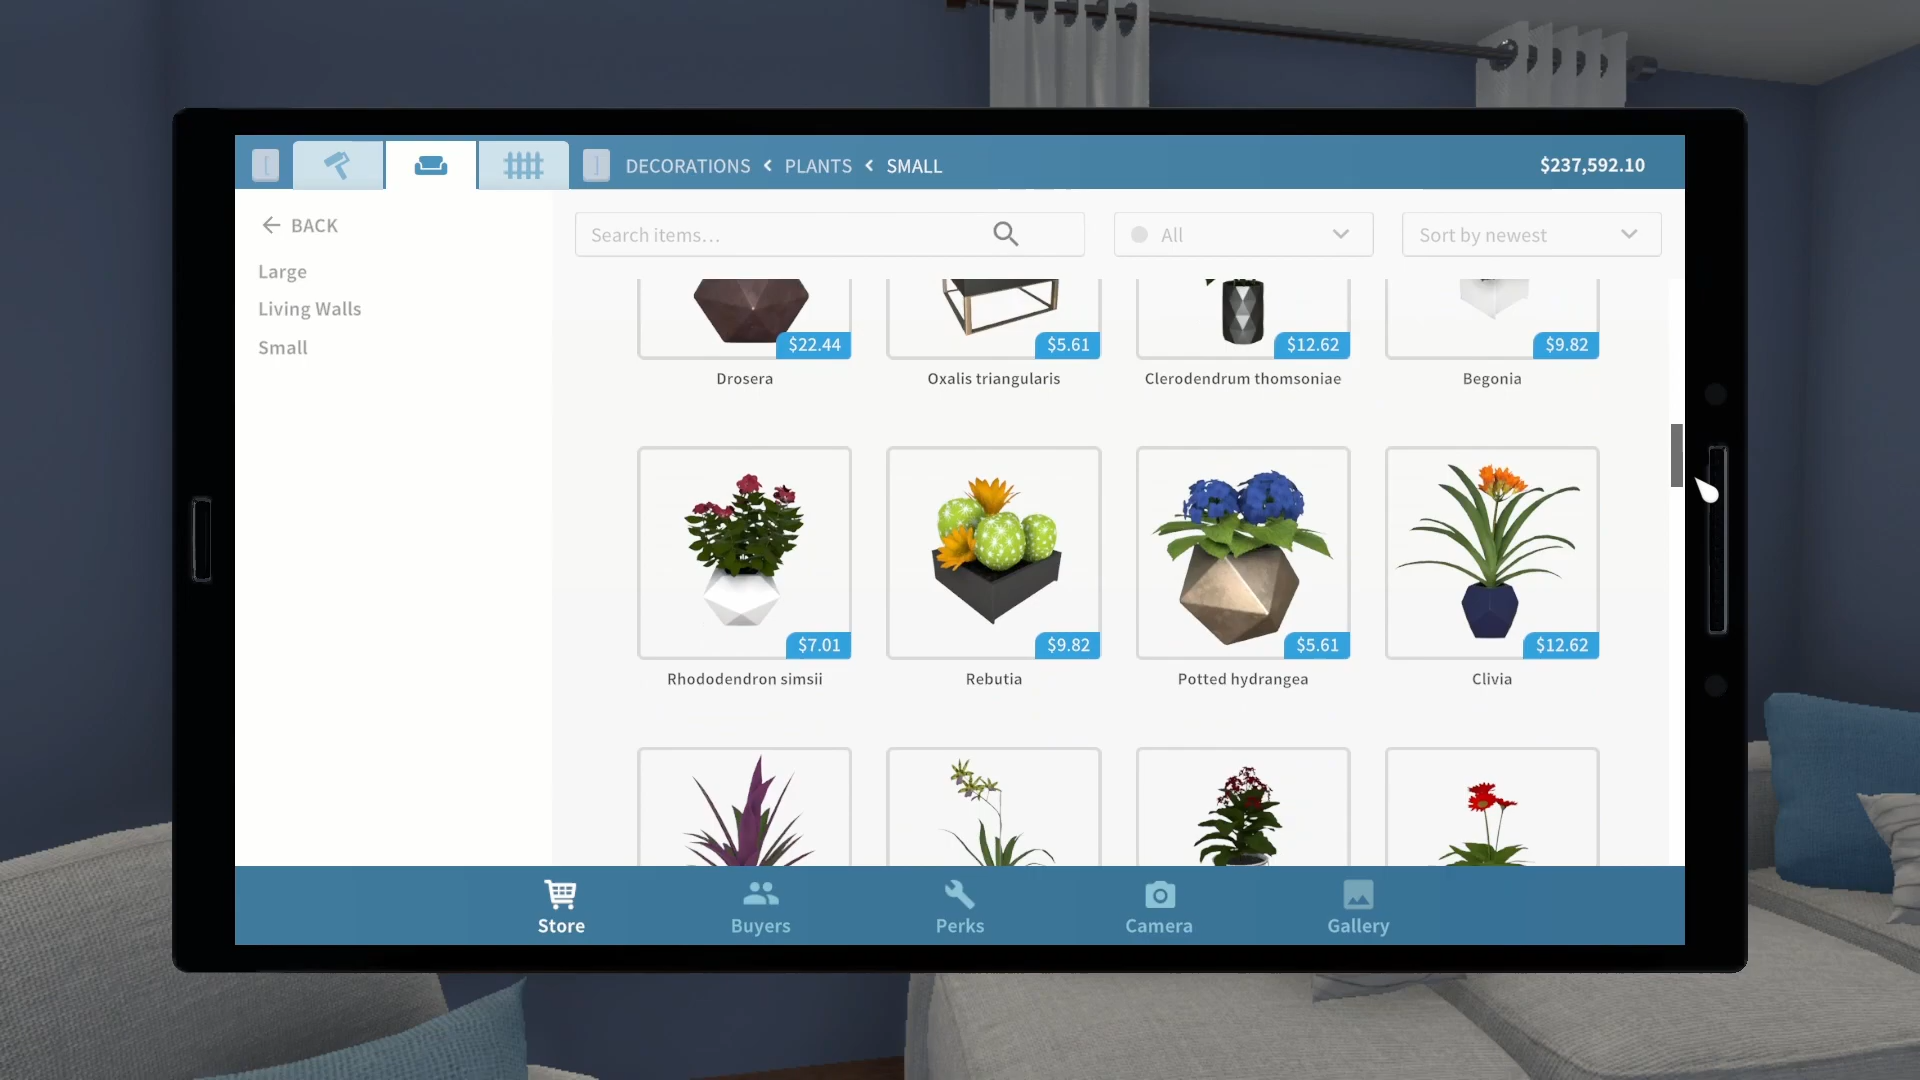 [
]
DECORATIONS < PLANTS < SMALL
$237,592.10
BACK
Large
Living Walls
Small
Search items...
All
Sort by newest
$22.44
$5.61
$12.62
$9.82
Drosera
Oxalis triangularis
Clerodendrum thomsoniae
Begonia
$7.01
$9.82
$5.61
$12.62
Rhododendron simsii
Rebutia
Potted hydrangea
Clivia
Store
Buyers
Perks
Camera
Gallery